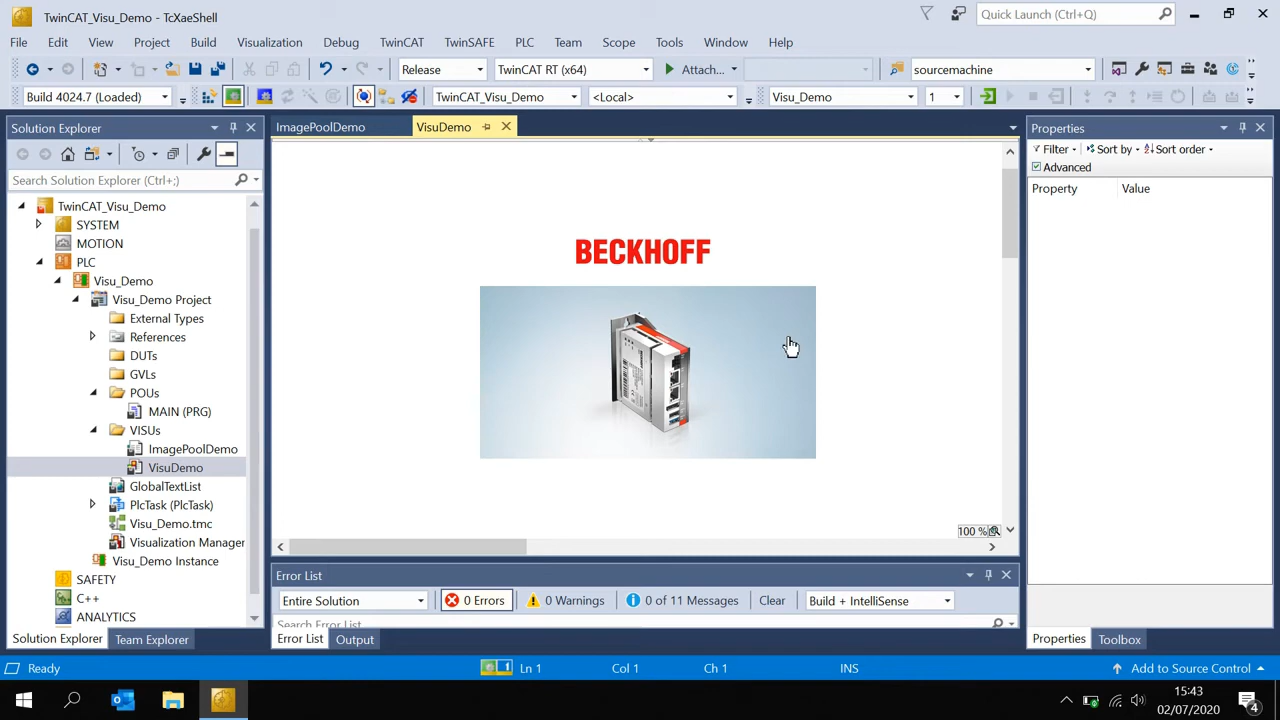 TwinCAT_Visu_Demo - TcXaeShell
Quick Launch (Ctrl+Q)
File Edit View Project Build Visualization Debug TwinCAT TwinSAFE PLC Team Scope Tools Window Help
Release TwinCAT RT (x64) Attach... sourcemachine
Build 4024.7 (Loaded) TwinCAT_Visu_Demo <Local> Visu_Demo 1
Solution Explorer
Search Solution Explorer (Ctrl+;)
TwinCAT_Visu_Demo
SYSTEM
MOTION
PLC
Visu_Demo
Visu_Demo Project
External Types
References
DUTs
GVLs
POUs
MAIN (PRG)
VISUs
ImagePoolDemo
VisuDemo
GlobalTextList
PlcTask (PlcTask)
Visu_Demo.tmc
Visualization Manager
Visu_Demo Instance
SAFETY
C++
ANALYTICS
Solution Explorer Team Explorer
ImagePoolDemo VisuDemo
BECKHOFF
100 %
Error List
Entire Solution 0 Errors 0 Warnings 0 of 11 Messages Clear Build + IntelliSense
Search Error List
Error List Output
Properties
Filter Sort by Sort order
Advanced
Property Value
Properties Toolbox
Ready Ln 1 Col 1 Ch 1 INS Add to Source Control
15:43
02/07/2020
4